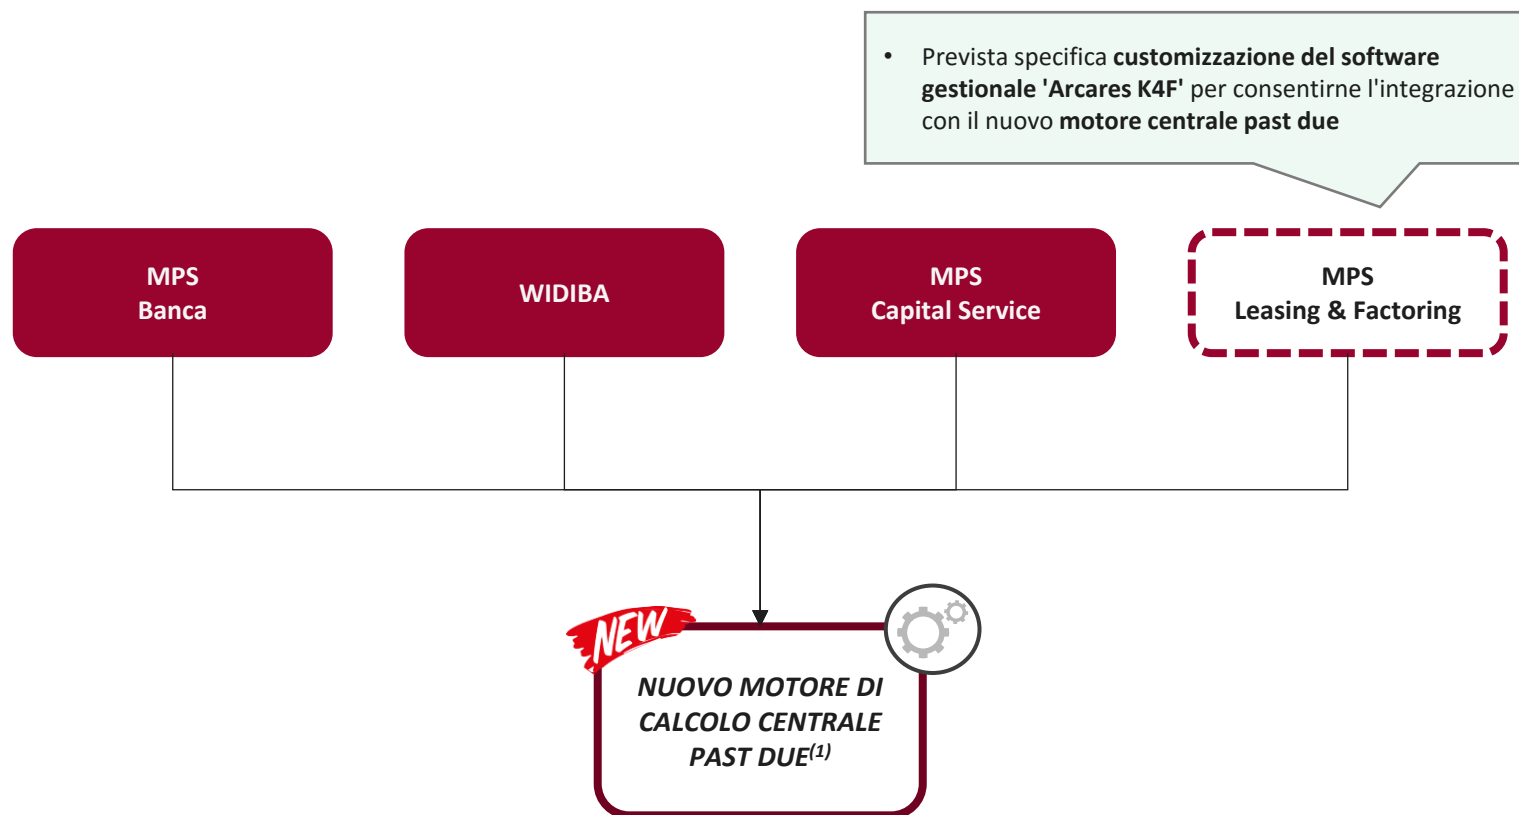 • Prevista specifica customizzazione del software
gestionale 'Arcares K4F' per consentirne l'integrazione
con il nuovo motore centrale past due
MPS
Banca
WIDIBA
MPS
Capital Service
MPS
Leasing & Factoring
NEW
NUOVO MOTORE DI
CALCOLO CENTRALE
PAST DUE(1)